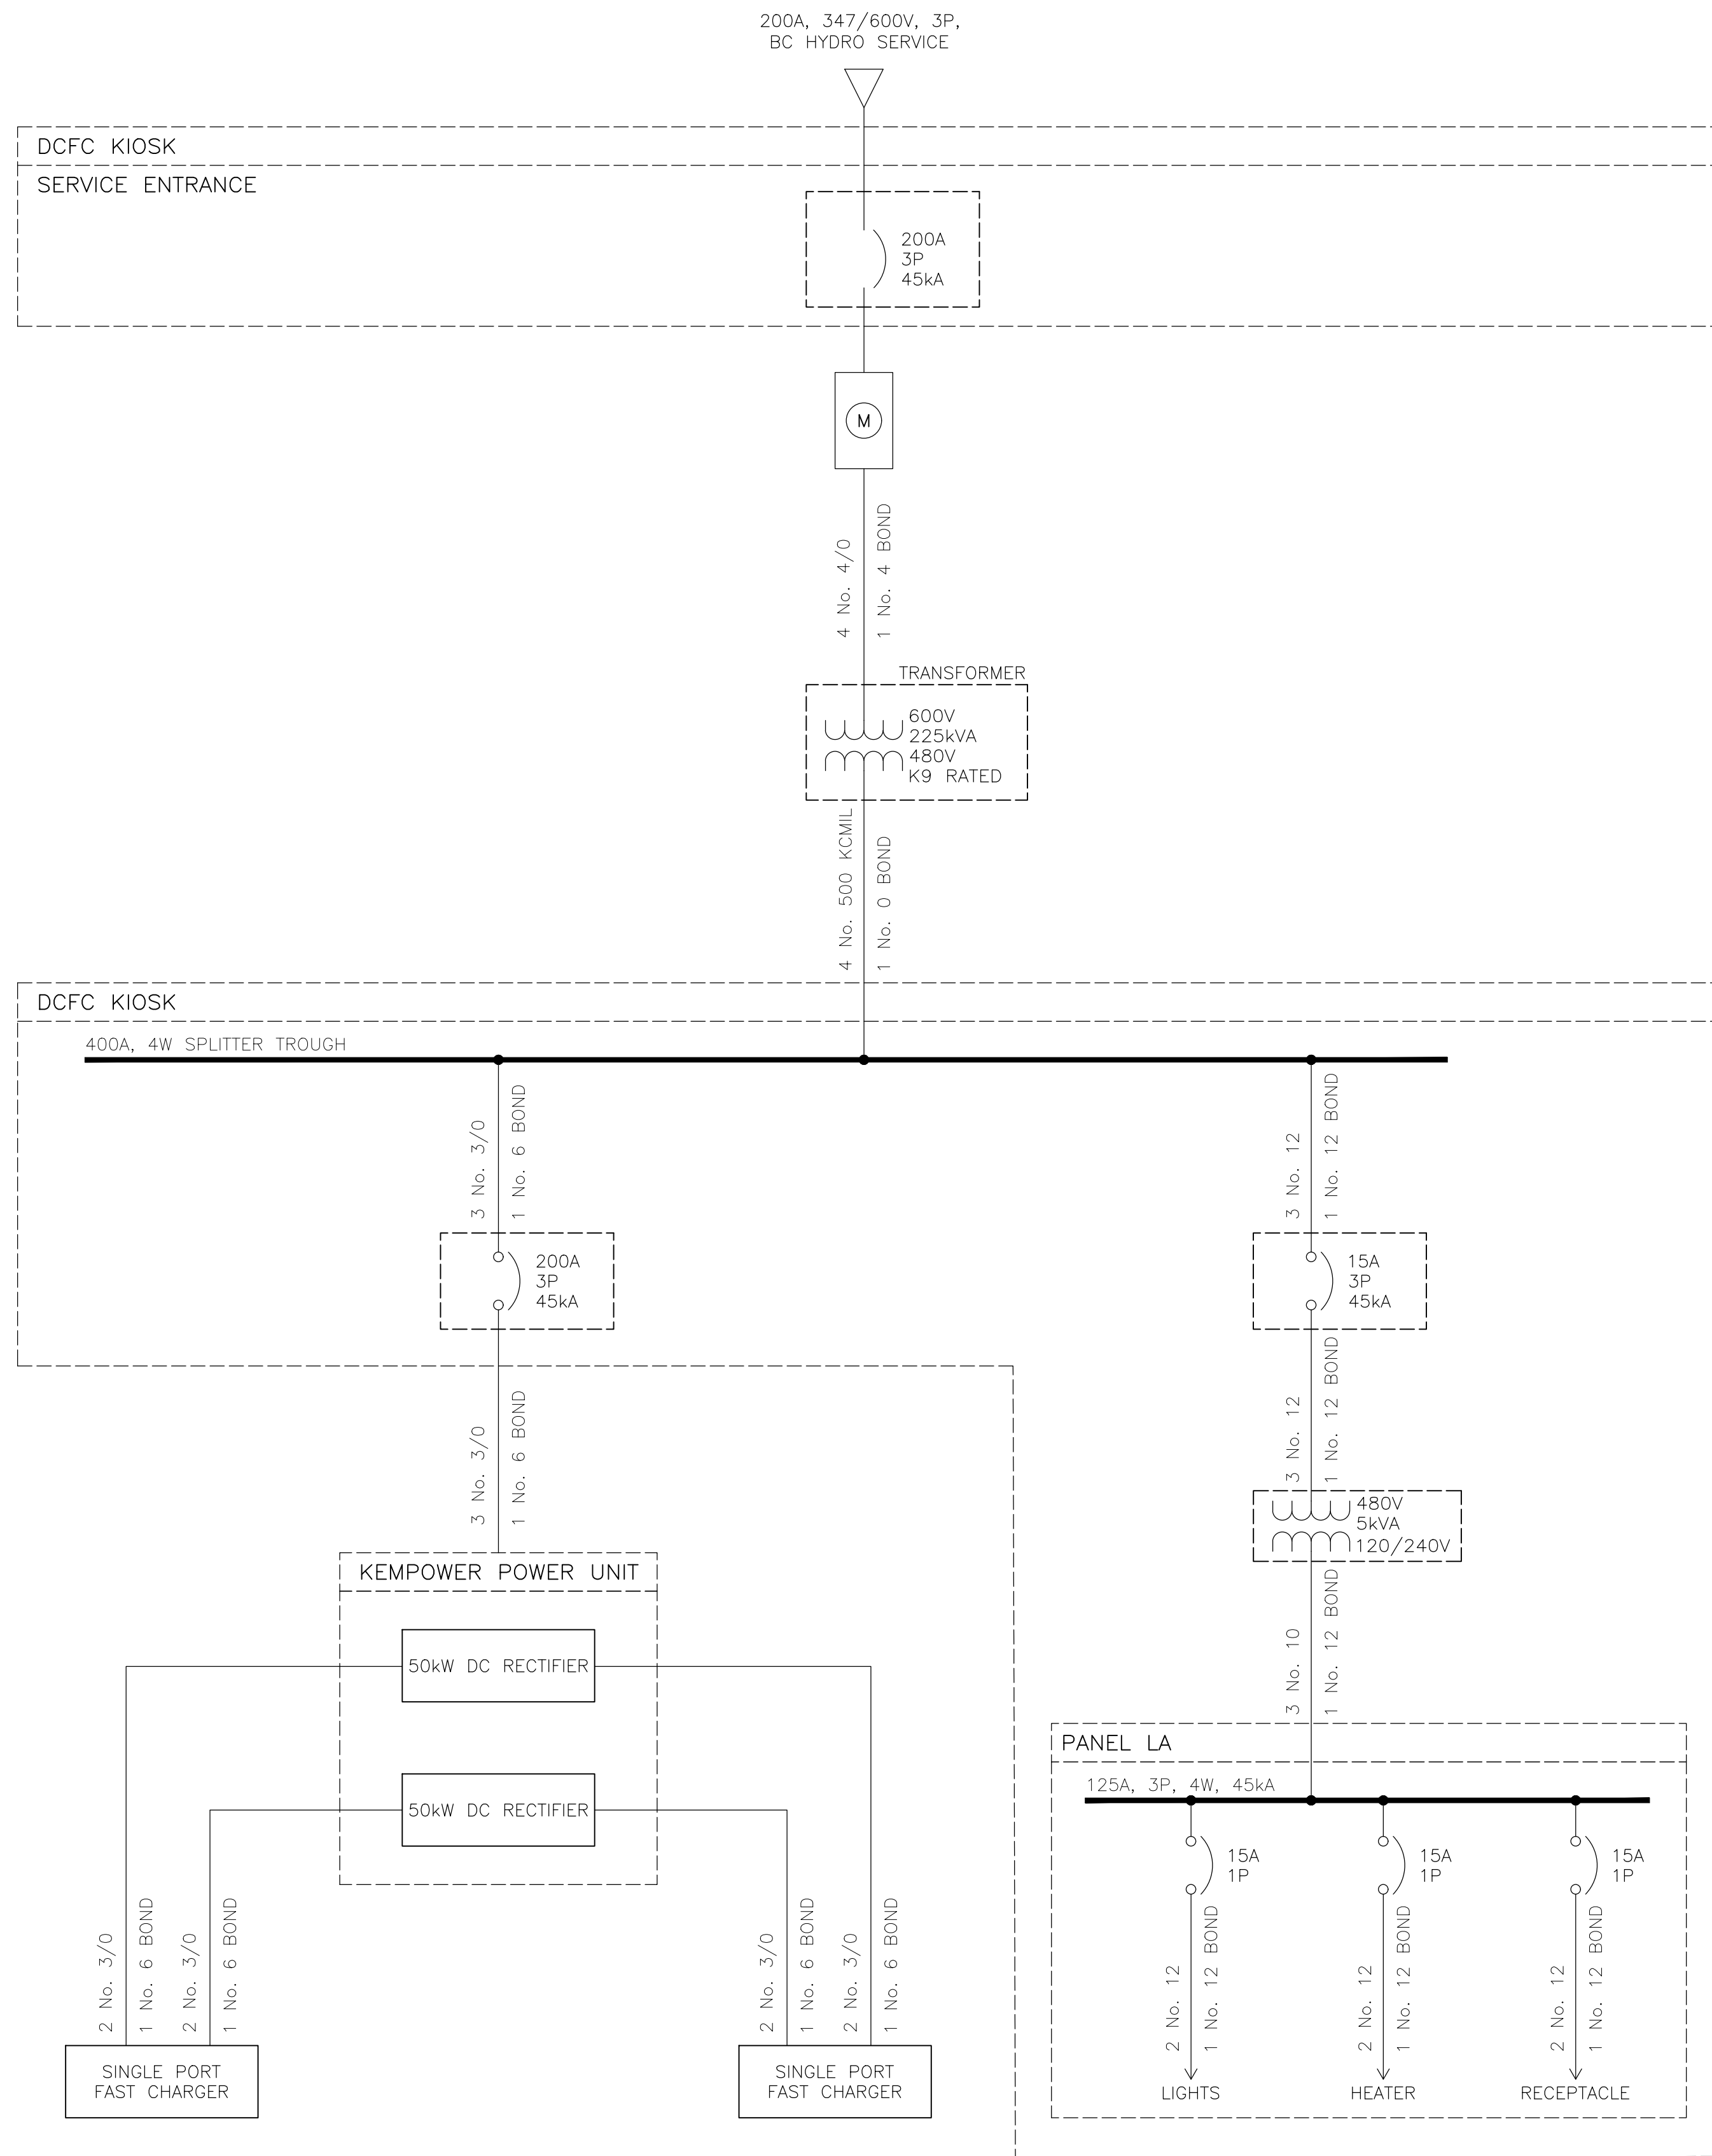 200A, 347/600V, 3P,
BC HYDRO SERVICE
DCFC KIOSK
SERVICE ENTRANCE
200A
3P
45kA
M
4 No. 4/0
1 No. 4 BOND
TRANSFORMER
600V
225kVA
480V
K9 RATED
4 No. 500 KCMIL
1 No. 0 BOND
DCFC KIOSK
400A, 4W SPLITTER TROUGH
3 No. 3/0
1 No. 6 BOND
3 No. 12
1 No. 12 BOND
200A
3P
45kA
15A
3P
45kA
3 No. 3/0
1 No. 6 BOND
3 No. 12
1 No. 12 BOND
480V
5kVA
120/240V
KEMPOWER POWER UNIT
50kW DC RECTIFIER
50kW DC RECTIFIER
3 No. 10
1 No. 12 BOND
PANEL LA
125A, 3P, 4W, 45kA
15A
1P
15A
1P
15A
1P
2 No. 3/0
1 No. 6 BOND
2 No. 3/0
1 No. 6 BOND
2 No. 3/0
1 No. 6 BOND
2 No. 3/0
1 No. 6 BOND
2 No. 12
1 No. 12 BOND
2 No. 12
1 No. 12 BOND
2 No. 12
1 No. 12 BOND
SINGLE PORT
FAST CHARGER
SINGLE PORT
FAST CHARGER
LIGHTS
HEATER
RECEPTACLE